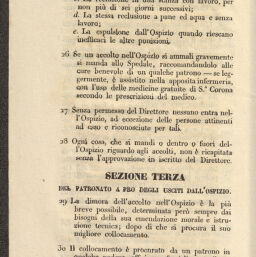 non più di sei giorni successivi;
d. La stessa reclusione a pane ed aqua e senza
lavoro;
e. La espulsione dall'Ospizio quando riescano
inefficaci le altre punizioni.
26 Se un accolto nell'Ospizio si ammali gravemente
si manda allo Spedale, raccomandandolo alle
cure benevole di un qualche patrono — se leg-
germente, è assistito nella apposita infermeria,
con l'uso delle medicine gratuite di S.ª Corona
secondo le prescrizioni del medico.
27 Senza permesso del Direttore nessuno entra nel-
l'Ospizio, ad eccezione delle persone attinenti
ad esso e riconosciute per tali.
28 Ogni cosa, che si mandi o dentro o fuori del-
l'Ospizio riguardo agli accolti, non è ricapitata
senza l'approvazione in iscritto del Direttore.
SEZIONE TERZA
DEL PATRONATO A PRO DEGLI USCITI DALL'OSPIZIO.
29 La dimora dell'accolto nell'Ospizio è la più
breve possibile, determinata però sempre dai
bisogni della sua emendazione morale e istru-
zione tecnica; dopo di che si procura il suo
migliore collocamento.
30 Il collocamento è procurato da un patrono in